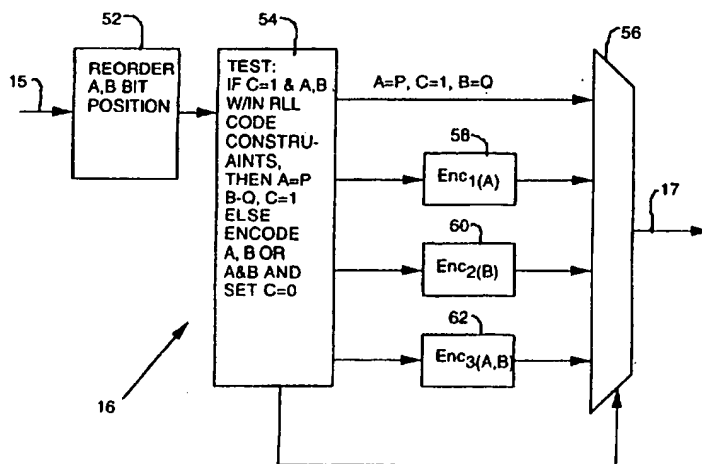 52
54
56
15
REORDER
A,B BIT
POSITION
TEST:
IF C=1 & A,B
W/IN RLL
CODE
CONSTRU-
AINTS,
THEN A=P
B-Q, C=1
ELSE
ENCODE
A, B OR
A&B AND
SET C=0
A=P, C=1, B=Q
58
Enc1(A)
60
Enc2(B)
62
Enc3(A,B)
17
16